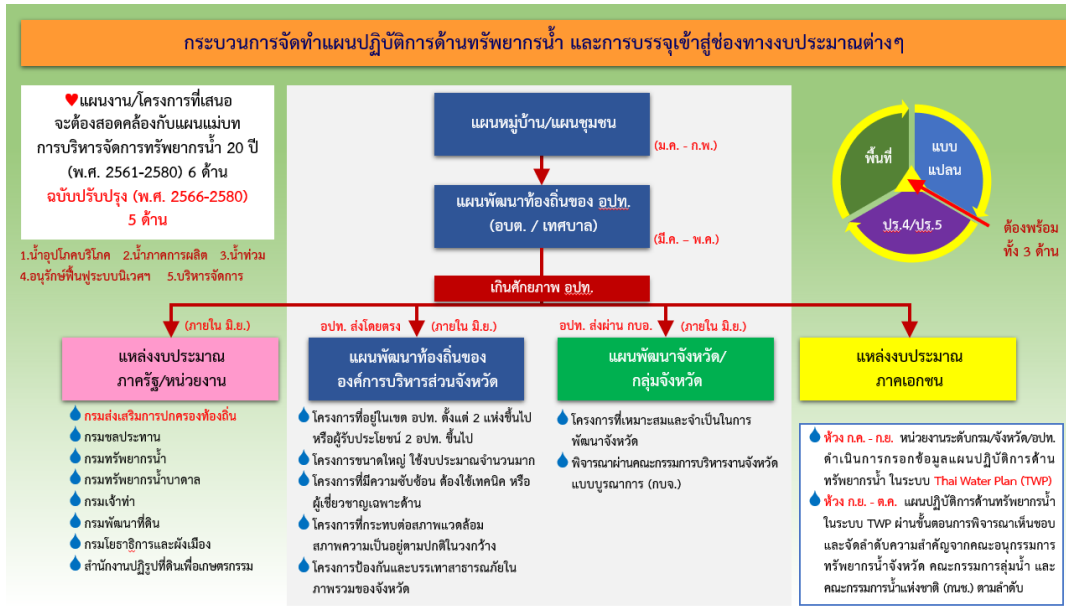 กระบวนการจัดทำแผนปฏิบัติการด้านทรัพยากรน้ำ และการบรรจุเข้าสู่ช่องทางงบประมาณต่างๆ
แผนงาน/โครงการที่เสนอ
จะต้องสอดคล้องกับแผนแม่บท
การบริหารจัดการทรัพยากรน้ำ 20 ปี
(พ.ศ. 2561-2580) 6 ด้าน
ฉบับปรับปรุง (พ.ศ. 2566-2580)
5 ด้าน
1.น้ำอุปโภคบริโภค 2.น้ำภาคการผลิต 3.น้ำท่วม
4.อนุรักษ์ฟื้นฟูระบบนิเวศฯ 5.บริหารจัดการ
แผนหมู่บ้าน/แผนชุมชน
(ม.ค. - ก.พ.)
แผนพัฒนาท้องถิ่นของ อปท.
(อบต. / เทศบาล)
(มี.ค. – พ.ค.)
เกินศักยภาพ อปท.
พื้นที่
แบบ
แปลน
ปร.4/ปร.5
ต้องพร้อม
ทั้ง 3 ด้าน
(ภายใน มิ.ย.)
แหล่งงบประมาณ
ภาครัฐ/หน่วยงาน
กรมส่งเสริมการปกครองท้องถิ่น
กรมชลประทาน
กรมทรัพยากรน้ำ
กรมทรัพยากรน้ำบาดาล
กรมเจ้าท่า
กรมพัฒนาที่ดิน
กรมโยธาธิการและผังเมือง
สำนักงานปฏิรูปที่ดินเพื่อเกษตรกรรม
อปท. ส่งโดยตรง (ภายใน มิ.ย.)
แผนพัฒนาท้องถิ่นของ
องค์การบริหารส่วนจังหวัด
โครงการที่อยู่ในเขต อปท. ตั้งแต่ 2 แห่งขึ้นไป
หรือผู้รับประโยชน์ 2 อปท. ขึ้นไป
โครงการขนาดใหญ่ ใช้งบประมาณจำนวนมาก
โครงการที่มีความซับซ้อน ต้องใช้เทคนิค หรือ
ผู้เชี่ยวชาญเฉพาะด้าน
โครงการที่กระทบต่อสภาพแวดล้อม
สภาพความเป็นอยู่ตามปกติในวงกว้าง
โครงการป้องกันและบรรเทาสาธารณภัยใน
ภาพรวมของจังหวัด
อปท. ส่งผ่าน กบอ. (ภายใน มิ.ย.)
แผนพัฒนาจังหวัด/
กลุ่มจังหวัด
โครงการที่เหมาะสมและจำเป็นในการ
พัฒนาจังหวัด
พิจารณาผ่านคณะกรรมการบริหารงานจังหวัด
แบบบูรณาการ (กบจ.)
แหล่งงบประมาณ
ภาคเอกชน
ห้วง ก.ค. - ก.ย. หน่วยงานระดับกรม/จังหวัด/อปท.
ดำเนินการกรอกข้อมูลแผนปฏิบัติการด้าน
ทรัพยากรน้ำ ในระบบ Thai Water Plan (TWP)
ห้วง ก.ย. - ต.ค. แผนปฏิบัติการด้านทรัพยากรน้ำ
ในระบบ TWP ผ่านขั้นตอนการพิจารณาเห็นชอบ
และจัดลำดับความสำคัญจากคณะอนุกรรมการ
ทรัพยากรน้ำจังหวัด คณะกรรมการลุ่มน้ำ และ
คณะกรรมการน้ำแห่งชาติ (กนช.) ตามลำดับ